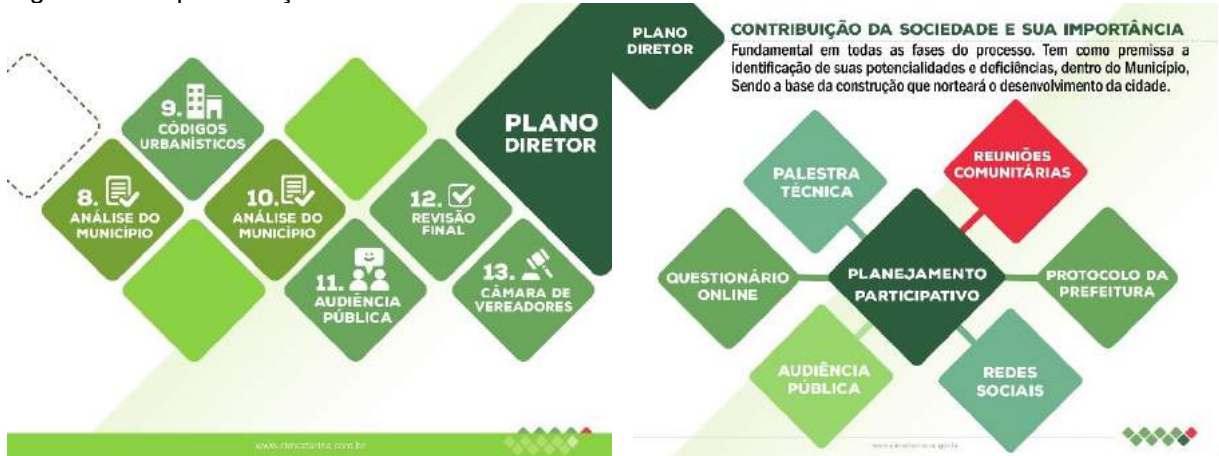 9.
CÓDIGOS
URBANÍSTICOS
8.
ANÁLISE DO
MUNICÍPIO
10.
ANÁLISE DO
MUNICÍPIO
11.
AUDIÊNCIA
PÚBLICA
12.
REVISÃO
FINAL
13.
CÂMARA DE
VEREADORES
PLANO
DIRETOR
PLANO
DIRETOR
CONTRIBUIÇÃO DA SOCIEDADE E SUA IMPORTÂNCIA
Fundamental em todas as fases do processo. Tem como premissa a
identificação de suas potencialidades e deficiências, dentro do Município,
Sendo a base da construção que norteará o desenvolvimento da cidade.
PALESTRA
TÉCNICA
REUNIÕES
COMUNITÁRIAS
QUESTIONÁRIO
ONLINE
PLANEJAMENTO
PARTICIPATIVO
PROTOCOLO DA
PREFEITURA
AUDIÊNCIA
PÚBLICA
REDES
SOCIAIS